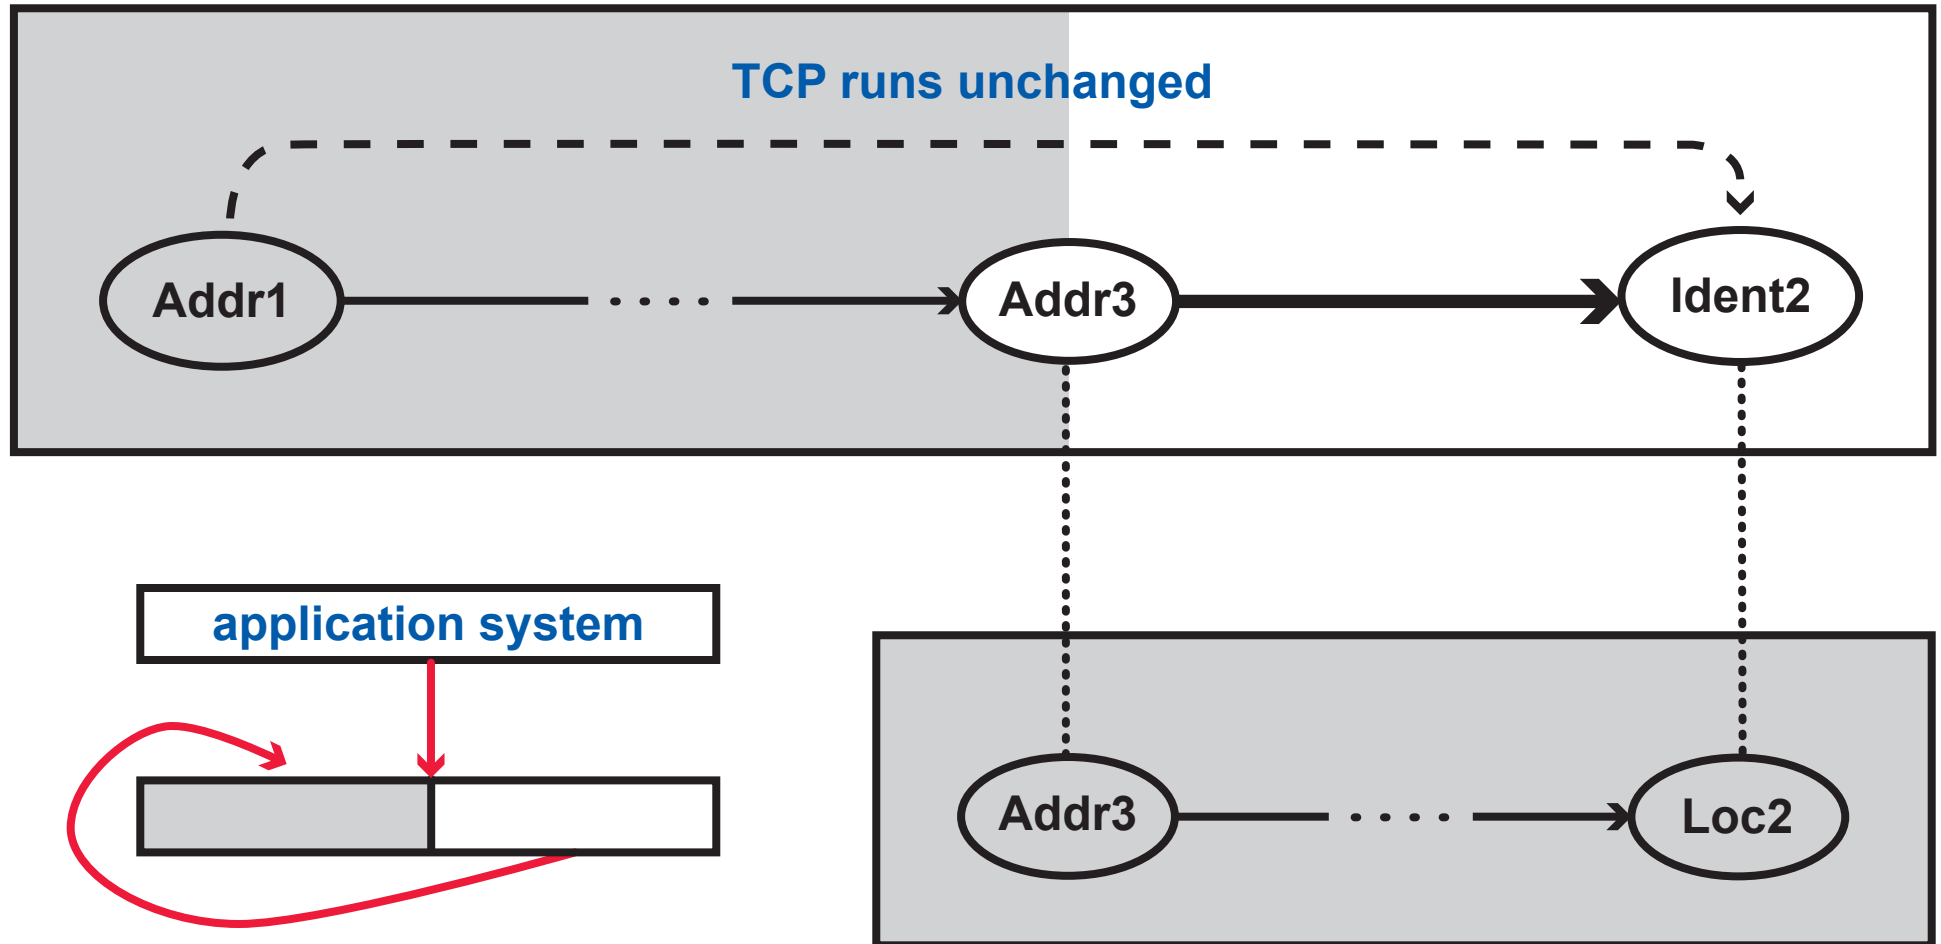 TCP runs unchanged
Addr1
Addr3
Ident2
application system
Addr3
Loc2